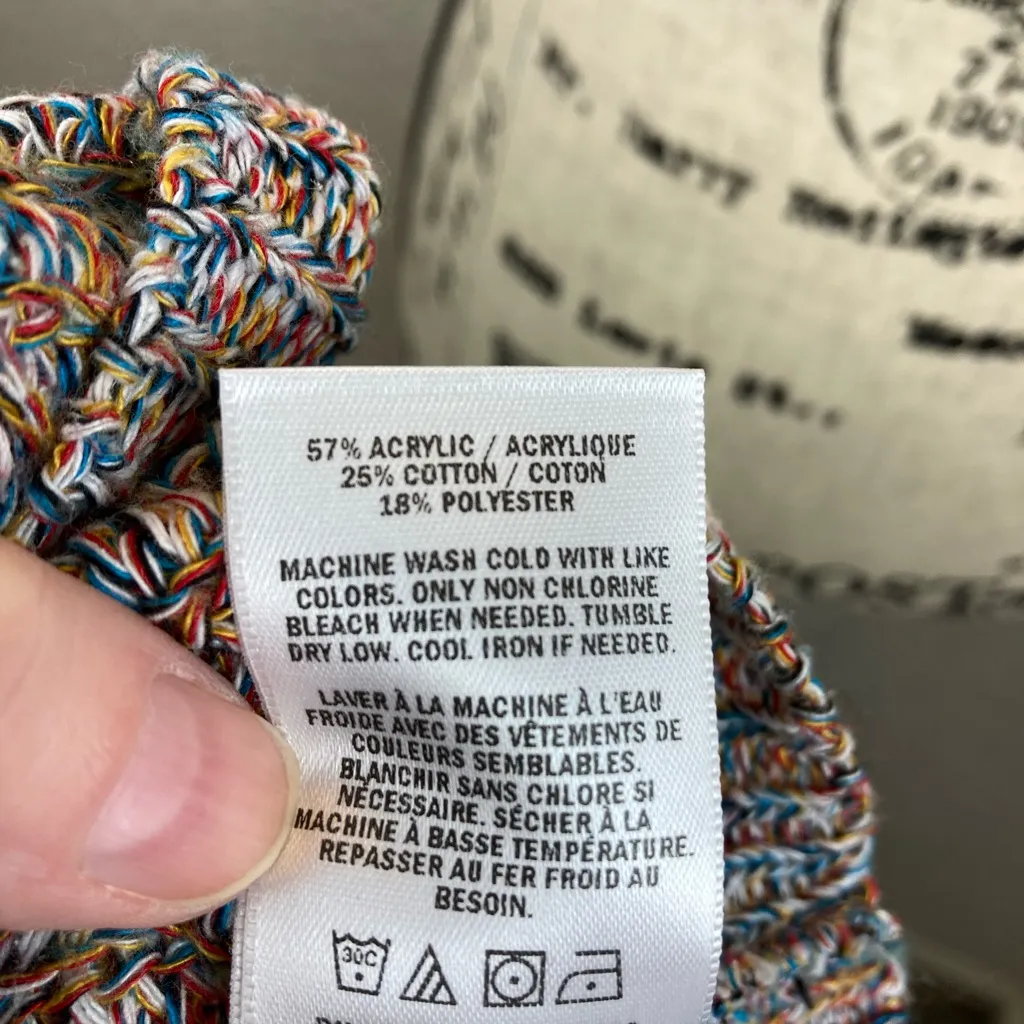 57% ACRYLIC / ACRYLIQUE
25% COTTON / COTON
18% POLYESTER
MACHINE WASH COLD WITH LIKE
COLORS. ONLY NON CHLORINE
BLEACH WHEN NEEDED. TUMBLE
DRY LOW. COOL IRON IF NEEDED.
LAVER À LA MACHINE À L'EAU
FROIDE AVEC DES VÊTEMENTS DE
COULEURS SEMBLABLES.
BLANCHIR SANS CHLORE SI
NÉCESSAIRE. SÉCHER À LA
MACHINE À BASSE TEMPÉRATURE.
REPASSER AU FER FROID AU
BESOIN.
30C